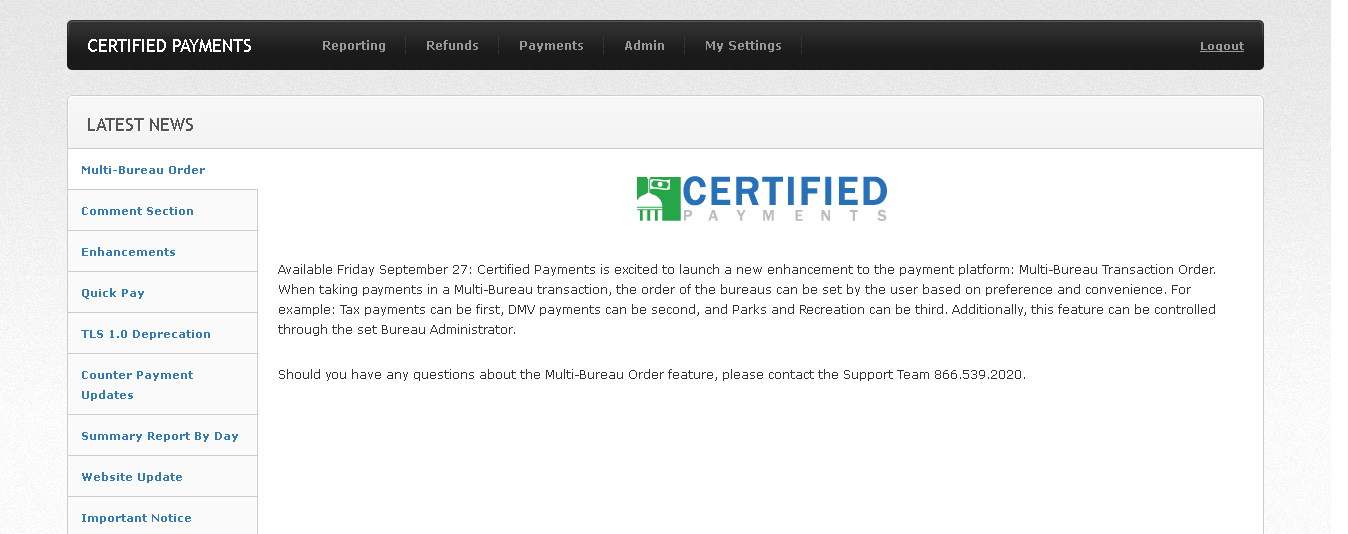 CERTIFIED PAYMENTS
Reporting
Refunds
Payments
Admin
My Settings
Logout
LATEST NEWS
Multi-Bureau Order
Comment Section
Enhancements
Quick Pay
TLS 1.0 Deprecation
Counter Payment
Updates
Summary Report By Day
Website Update
Important Notice
CERTIFIED
PAYMENTS
Available Friday September 27: Certified Payments is excited to launch a new enhancement to the payment platform: Multi-Bureau Transaction Order.
When taking payments in a Multi-Bureau transaction, the order of the bureaus can be set by the user based on preference and convenience. For
example: Tax payments can be first, DMV payments can be second, and Parks and Recreation can be third. Additionally, this feature can be controlled
through the set Bureau Administrator.
Should you have any questions about the Multi-Bureau Order feature, please contact the Support Team 866.539.2020.